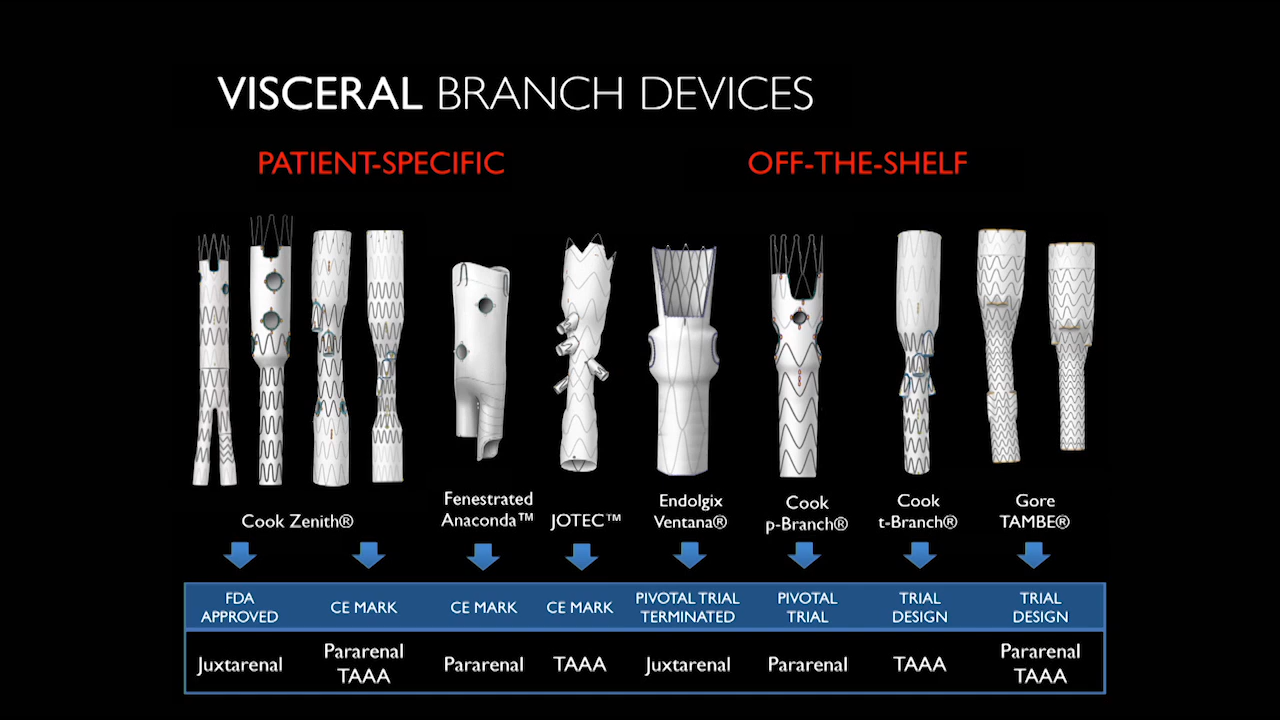 VISCERAL BRANCH DEVICES
PATIENT-SPECIFIC
OFF-THE-SHELF
Cook Zenith®
Fenestrated
Anaconda™
JOTEC™
Endolgix
Ventana®
Cook
p-Branch®
Cook
t-Branch®
Gore
TAMBE®
FDA
APPROVED
CE MARK
CE MARK
CE MARK
PIVOTAL TRIAL
TERMINATED
PIVOTAL
TRIAL
TRIAL
DESIGN
TRIAL
DESIGN
Juxtarenal
Pararenal
TAAA
Pararenal
TAAA
Juxtarenal
Pararenal
TAAA
Pararenal
TAAA